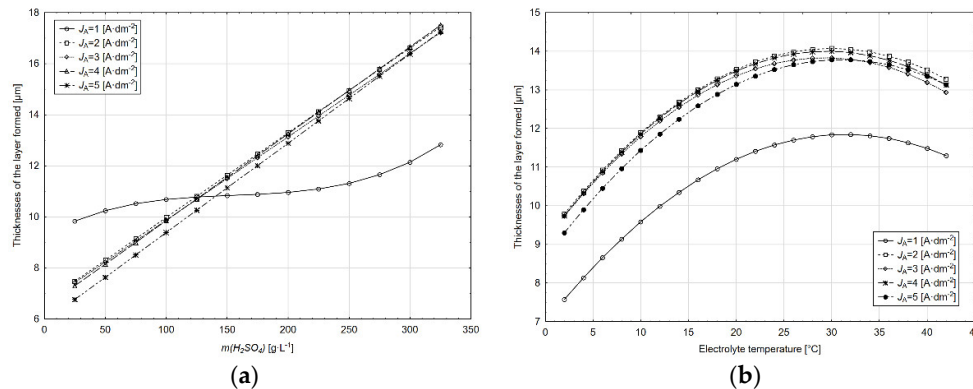 18
16
14
12
10
8
6
Thicknesses of the layer formed [µm]
J_A=1 [A·dm⁻²]
J_A=2 [A·dm⁻²]
J_A=3 [A·dm⁻²]
J_A=4 [A·dm⁻²]
J_A=5 [A·dm⁻²]
0 50 100 150 200 250 300 350
m(H₂SO₄) [g·L⁻¹]
(a)
15
14
13
12
11
10
9
8
7
Thicknesses of the layer formed [µm]
J_A=1 [A·dm⁻²]
J_A=2 [A·dm⁻²]
J_A=3 [A·dm⁻²]
J_A=4 [A·dm⁻²]
J_A=5 [A·dm⁻²]
0 5 10 15 20 25 30 35 40
Electrolyte temperature [°C]
(b)